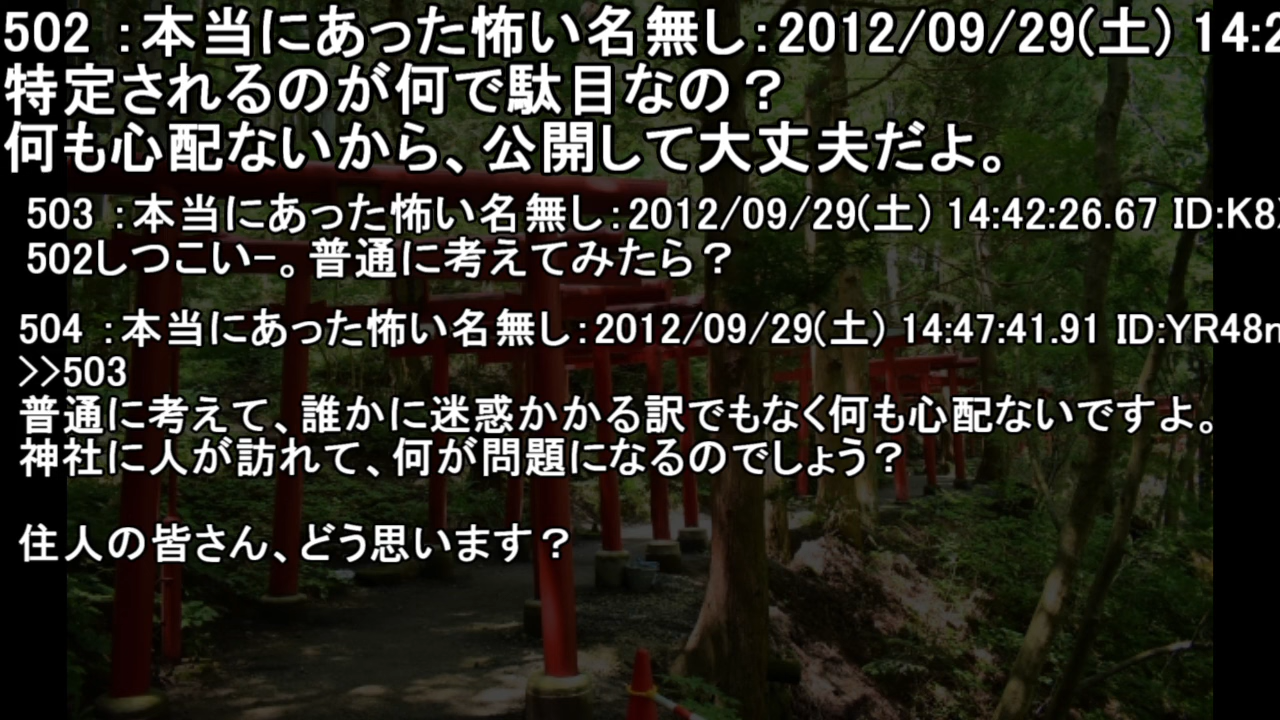 502 ：本当にあった怖い名無し：2012/09/29(土) 14:2
特定されるのが何で駄目なの？
何も心配ないから、公開して大丈夫だよ。
503 ：本当にあった怖い名無し：2012/09/29(土) 14:42:26.67 ID:K8
502しつこい−。普通に考えてみたら？
504 ：本当にあった怖い名無し：2012/09/29(土) 14:47:41.91 ID:YR48n
>>503
普通に考えて、誰かに迷惑かかる訳でもなく何も心配ないですよ。
神社に人が訪れて、何が問題になるのでしょう？
住人の皆さん、どう思います？